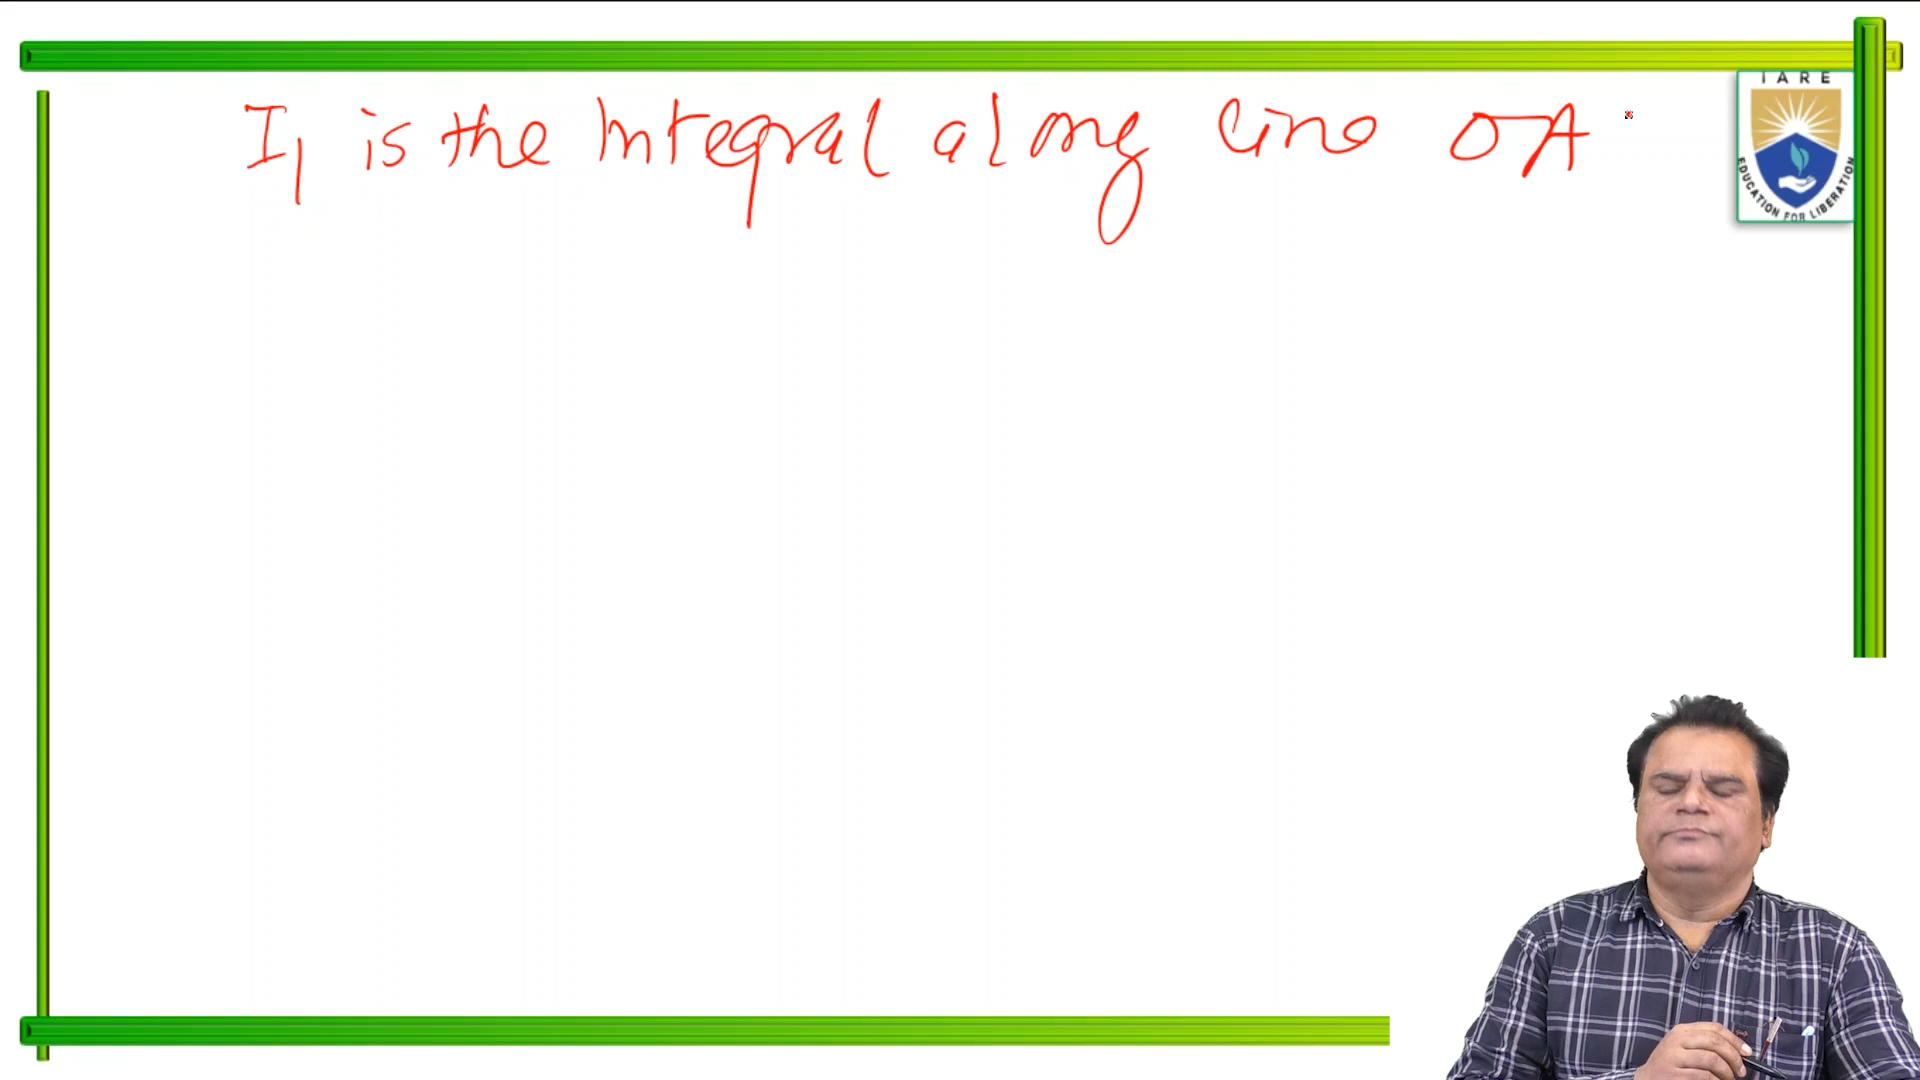 I1 is the Integral along line OA
IARE
EDUCATION FOR LIBERATION